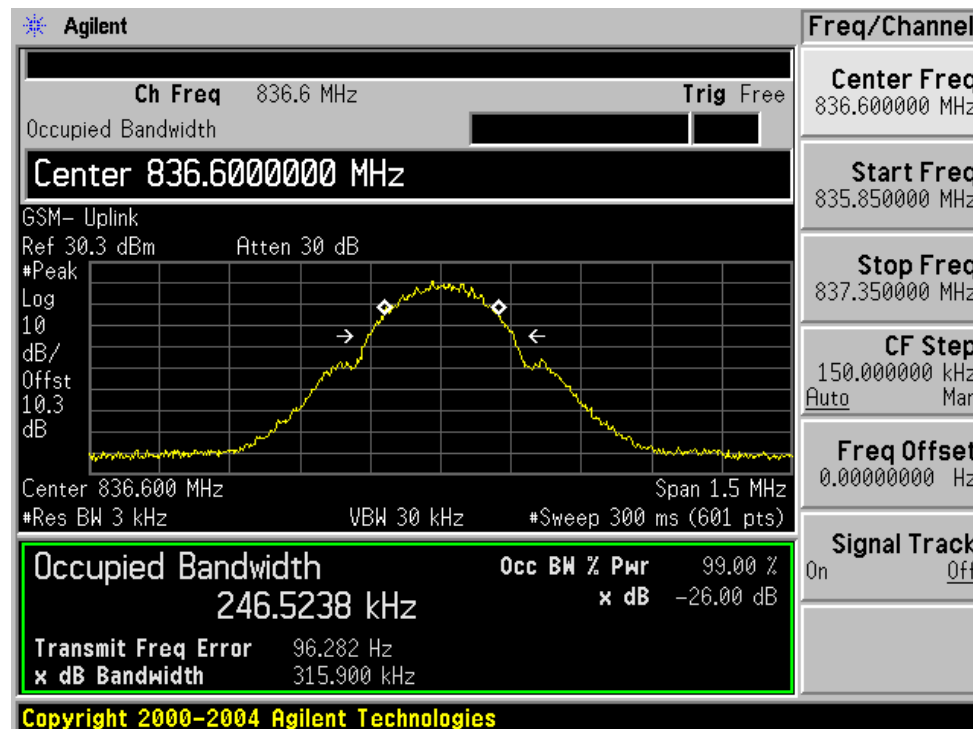 Agilent
Freq/Channel
Ch Freq 836.6 MHz Trig Free
Occupied Bandwidth
Center 836.6000000 MHz
GSM– Uplink
Ref 30.3 dBm Atten 30 dB
#Peak
Log
10
dB/
Offst
10.3
dB
Center 836.600 MHz Span 1.5 MHz
#Res BW 3 kHz VBW 30 kHz #Sweep 300 ms (601 pts)
Occupied Bandwidth
246.5238 kHz
Occ BW % Pwr 99.00 %
x dB –26.00 dB
Transmit Freq Error 96.282 Hz
x dB Bandwidth 315.900 kHz
Center Freq
836.600000 MHz
Start Freq
835.850000 MHz
Stop Freq
837.350000 MHz
CF Step
150.000000 kHz
Auto Man
Freq Offset
0.00000000 Hz
Signal Track
On Off
Copyright 2000–2004 Agilent Technologies